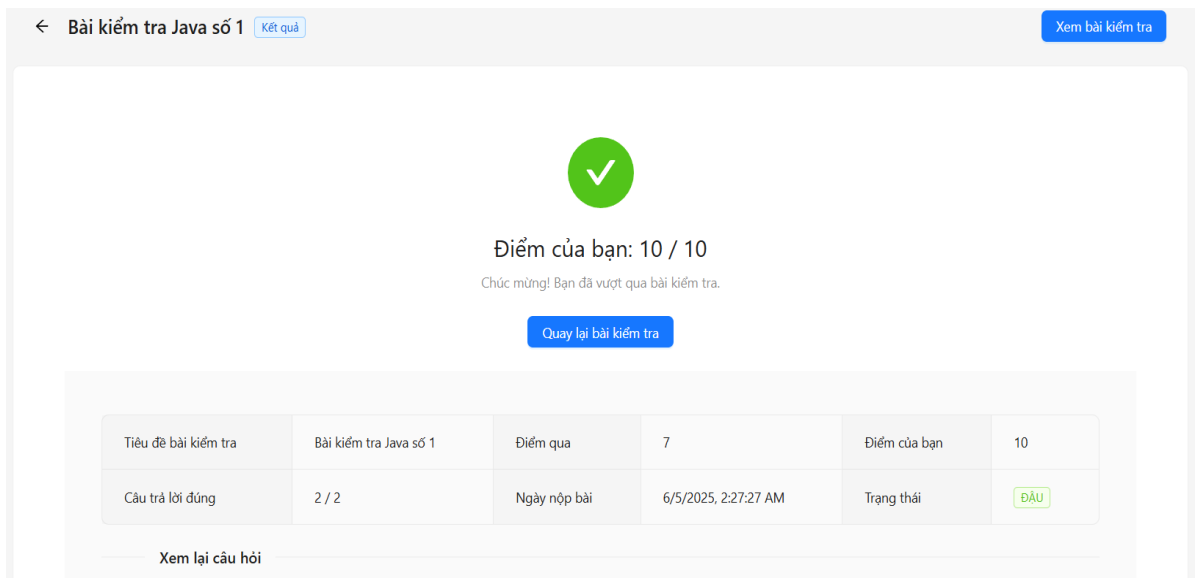 Bài kiểm tra Java số 1 Kết quả Xem bài kiểm tra
Điểm của bạn: 10 / 10
Chúc mừng! Bạn đã vượt qua bài kiểm tra.
Quay lại bài kiểm tra
Tiêu đề bài kiểm tra Bài kiểm tra Java số 1 Điểm qua 7 Điểm của bạn 10
Câu trả lời đúng 2 / 2 Ngày nộp bài 6/5/2025, 2:27:27 AM Trạng thái ĐẬU
Xem lại câu hỏi